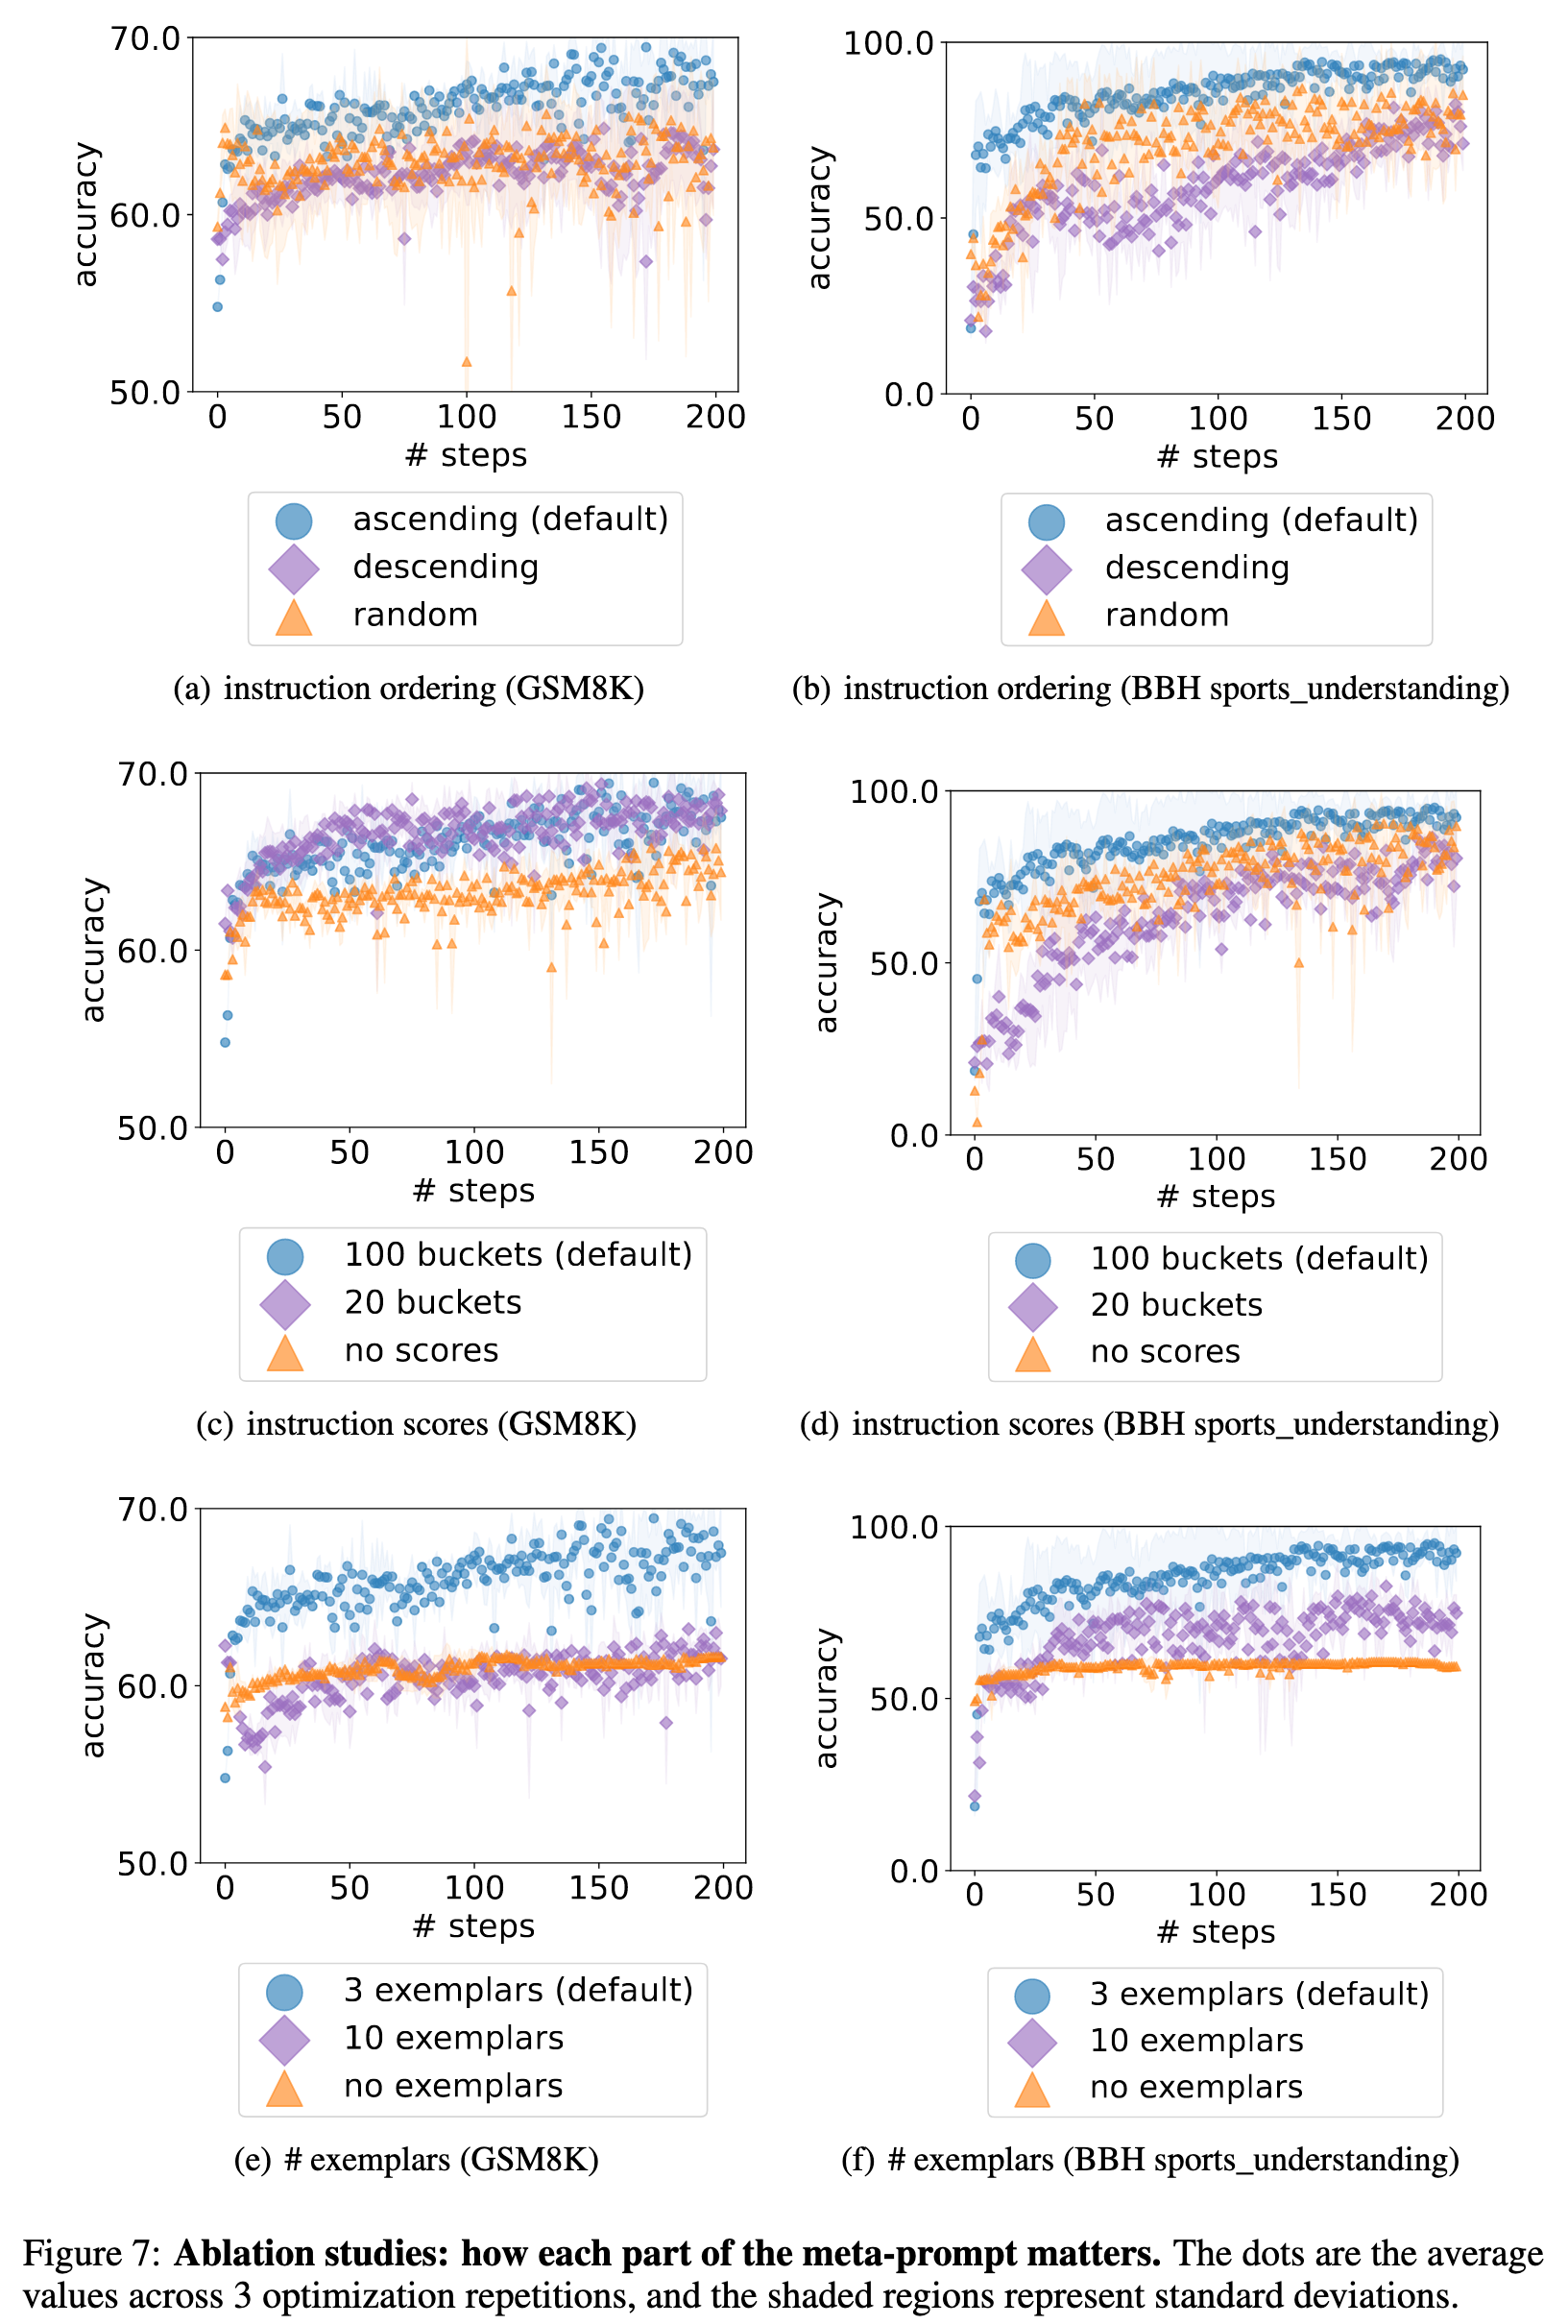 70.0
60.0
50.0
accuracy
0 50 100 150 200
# steps
ascending (default)
descending
random
(a) instruction ordering (GSM8K)
100.0
50.0
0.0
accuracy
0 50 100 150 200
# steps
ascending (default)
descending
random
(b) instruction ordering (BBH sports_understanding)
70.0
60.0
50.0
accuracy
0 50 100 150 200
# steps
100 buckets (default)
20 buckets
no scores
(c) instruction scores (GSM8K)
100.0
50.0
0.0
accuracy
0 50 100 150 200
# steps
100 buckets (default)
20 buckets
no scores
(d) instruction scores (BBH sports_understanding)
70.0
60.0
50.0
accuracy
0 50 100 150 200
# steps
3 exemplars (default)
10 exemplars
no exemplars
(e) # exemplars (GSM8K)
100.0
50.0
0.0
accuracy
0 50 100 150 200
# steps
3 exemplars (default)
10 exemplars
no exemplars
(f) # exemplars (BBH sports_understanding)
Figure 7: Ablation studies: how each part of the meta-prompt matters. The dots are the average
values across 3 optimization repetitions, and the shaded regions represent standard deviations.